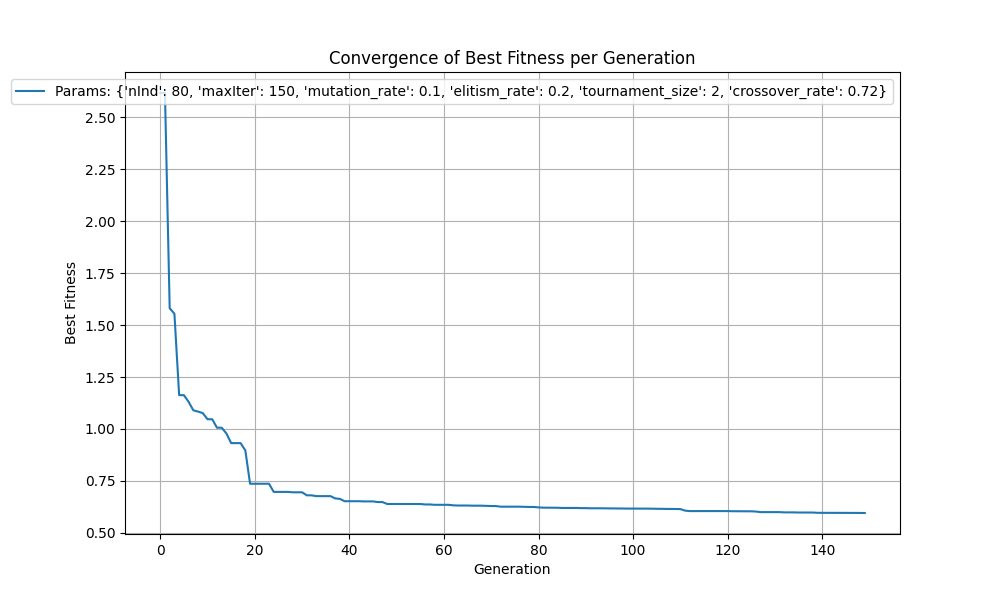 Convergence of Best Fitness per Generation
Params: {'nInd': 80, 'maxIter': 150, 'mutation_rate': 0.1, 'elitism_rate': 0.2, 'tournament_size': 2, 'crossover_rate': 0.72}
2.50
2.25
2.00
1.75
1.50
1.25
1.00
0.75
0.50
Best Fitness
0 20 40 60 80 100 120 140
Generation